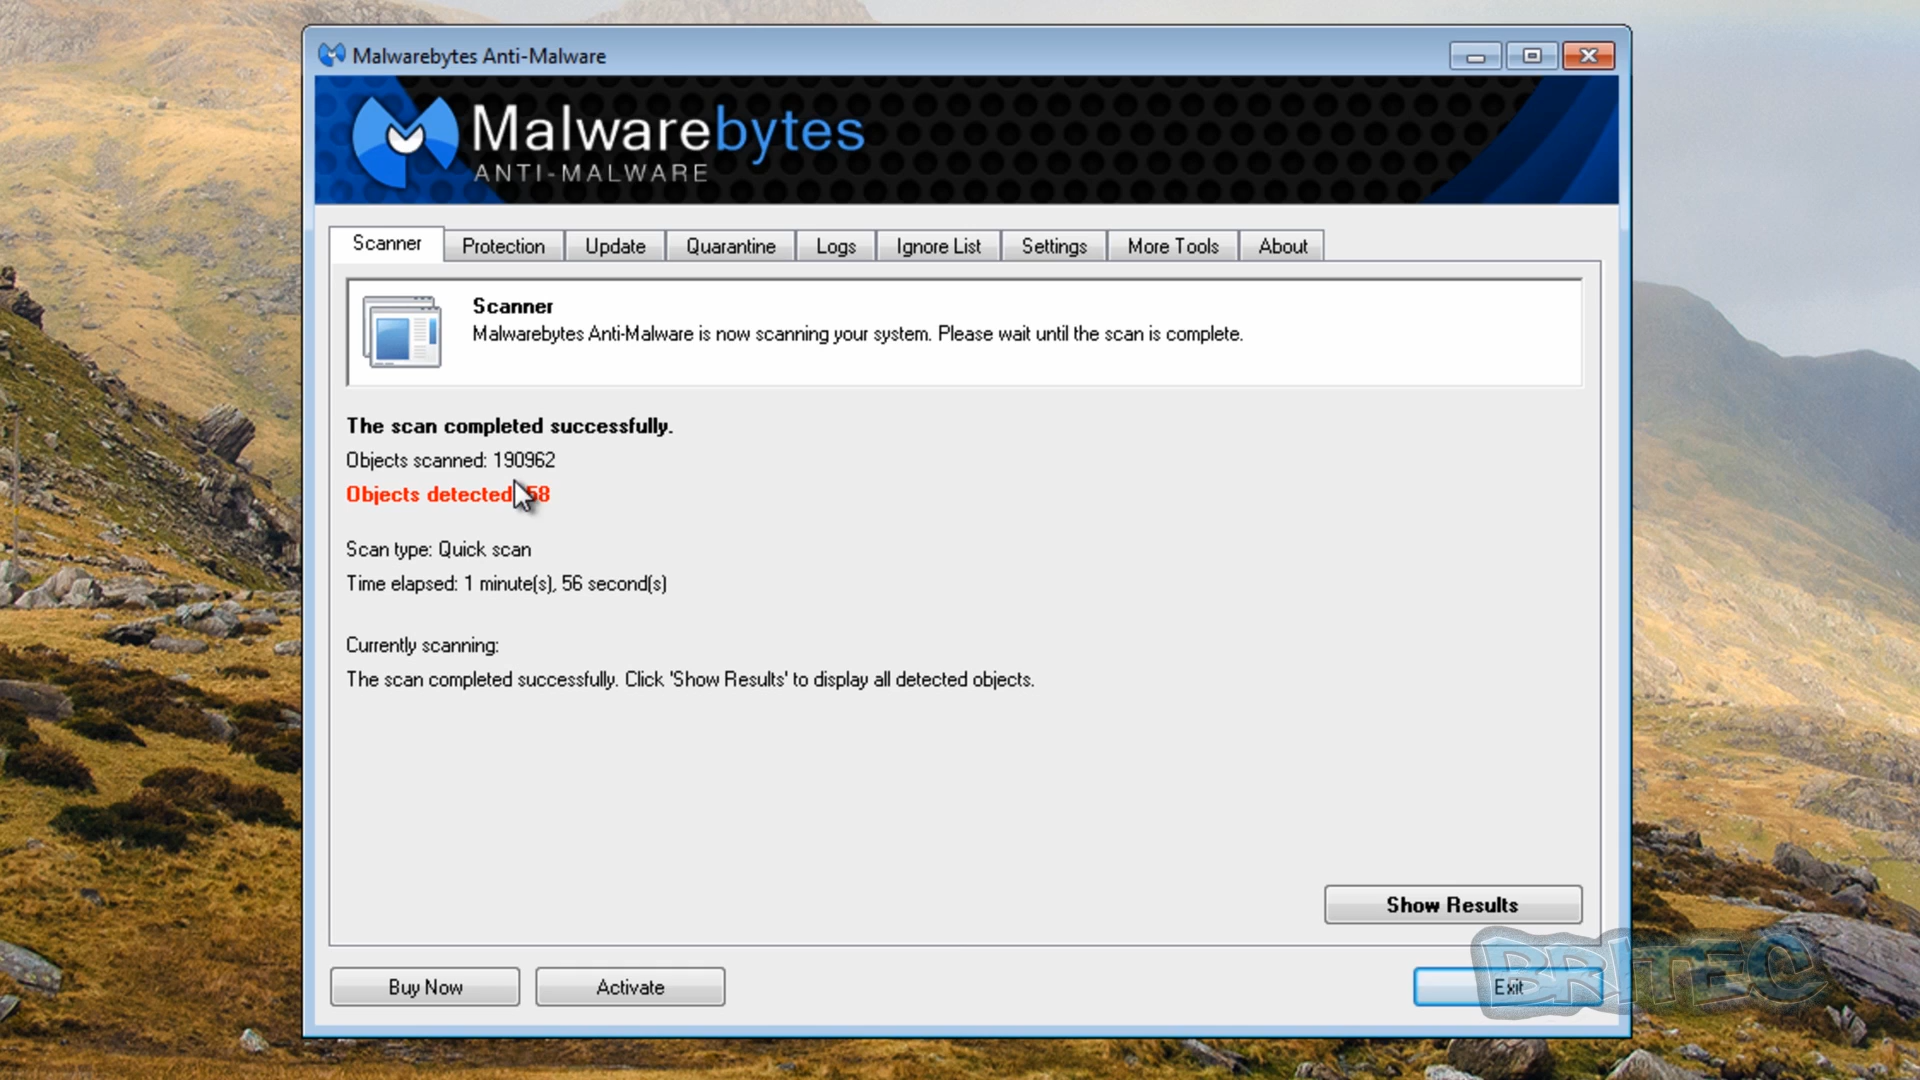 Malwarebytes Anti-Malware
Malwarebytes
ANTI-MALWARE
Scanner Protection Update Quarantine Logs Ignore List Settings More Tools About
Scanner
Malwarebytes Anti-Malware is now scanning your system. Please wait until the scan is complete.
The scan completed successfully.
Objects scanned: 190962
Objects detected 58
Scan type: Quick scan
Time elapsed: 1 minute(s), 56 second(s)
Currently scanning:
The scan completed successfully. Click 'Show Results' to display all detected objects.
Show Results
Buy Now Activate Exit
BRITEC